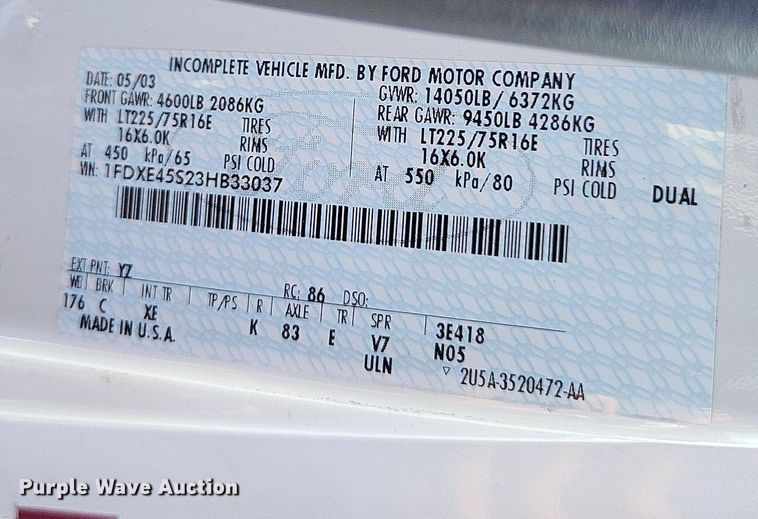 INCOMPLETE VEHICLE MFD. BY FORD MOTOR COMPANY
DATE: 05/03
GVWR: 14050LB/ 6372KG
FRONT GAWR: 4600LB 2086KG
REAR GAWR: 9450LB 4286KG
WITH LT225/75R16E TIRES
WITH LT225/75R16E TIRES
16X6.0K RIMS
16X6.0K RIMS
AT 450 kPa/65 PSI COLD
AT 550 kPa/80 PSI COLD DUAL
VIN: 1FDXE45S23HB33037
EXT PNT: YZ RC: 86 DSO:
WB BRK INT TR TP/PS R AXLE TR SPR
176 C XE K 83 E V7 3E418
MADE IN U.S.A. ULN N05
▽ 2U5A-3520472-AA
Ford
Purple Wave Auction